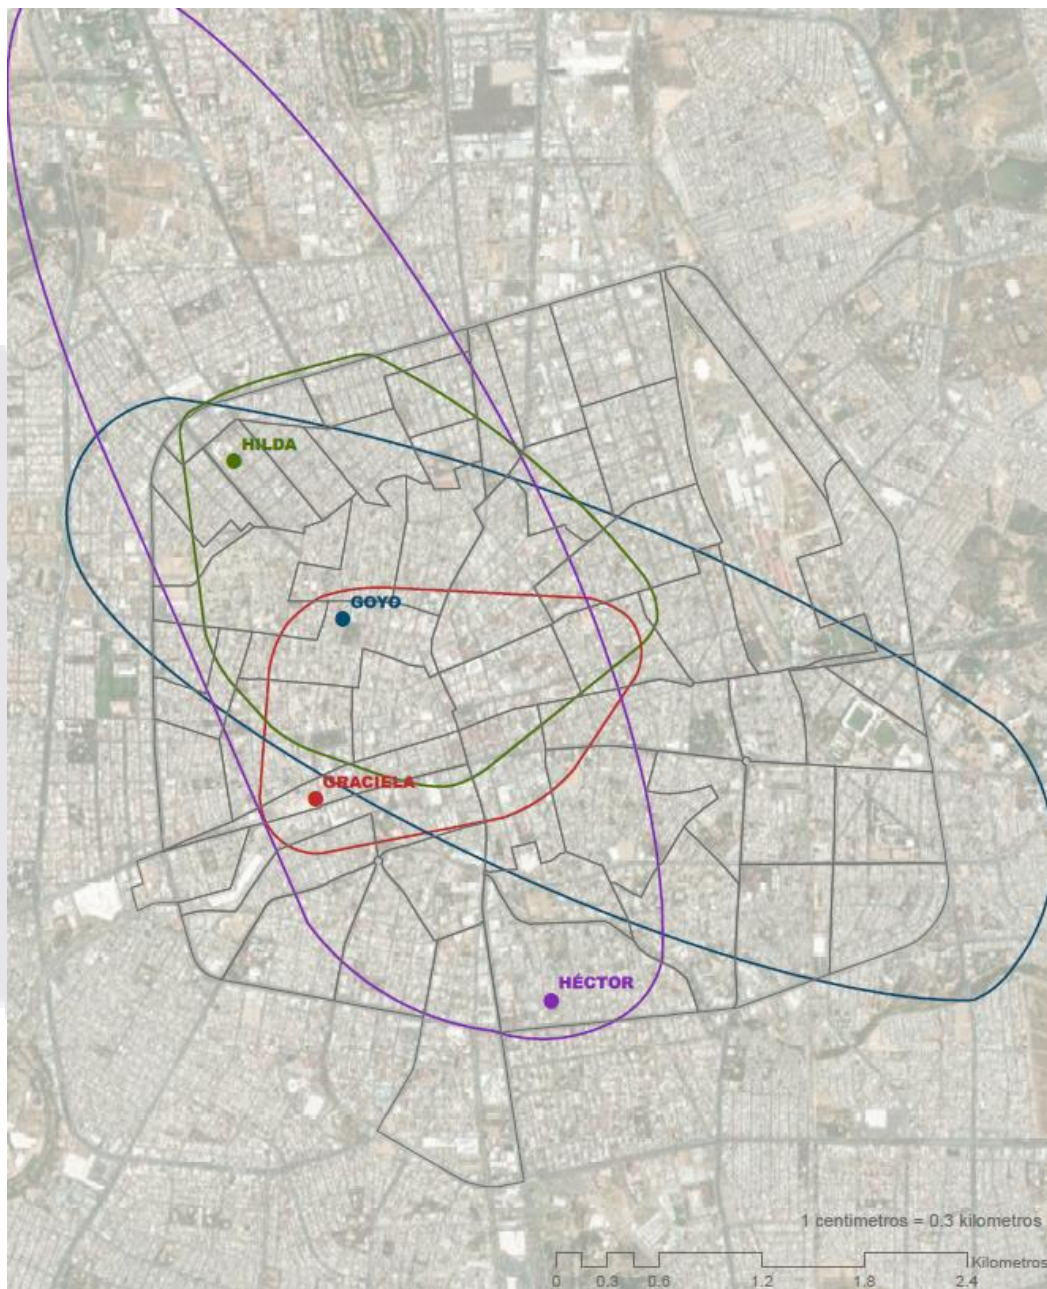 HILDA
GOYO
GRACIELA
HÉCTOR
1 centimetros = 0.3 kilometros
Kilometros
0 0.3 0.6 1.2 1.8 2.4